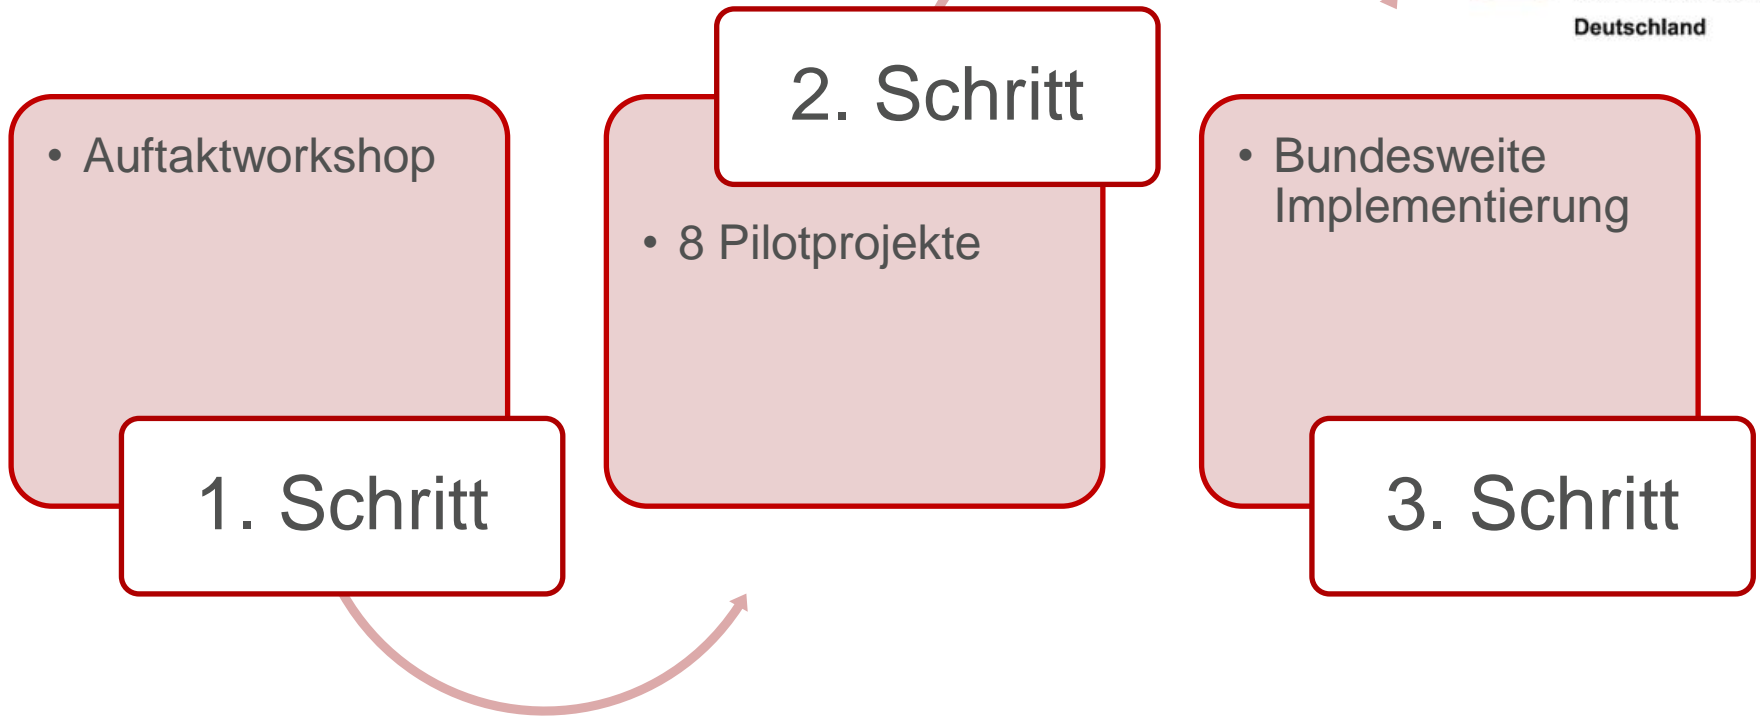 Deutschland
• Auftaktworkshop
1. Schritt
2. Schritt
• 8 Pilotprojekte
• Bundesweite
Implementierung
3. Schritt